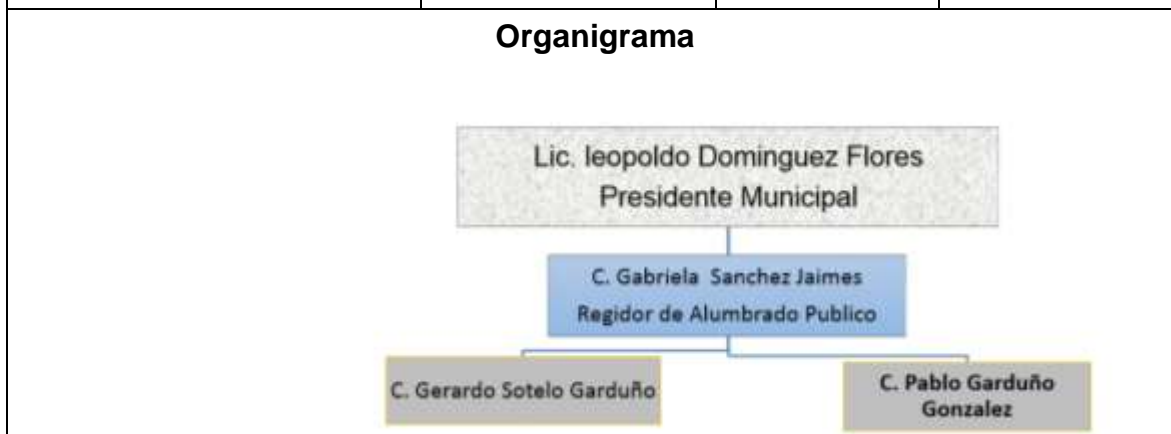 Organigrama
Lic. leopoldo Dominguez Flores
Presidente Municipal
C. Gabriela Sanchez Jaimes
Regidor de Alumbrado Publico
C. Gerardo Sotelo Garduño
C. Pablo Garduño
Gonzalez